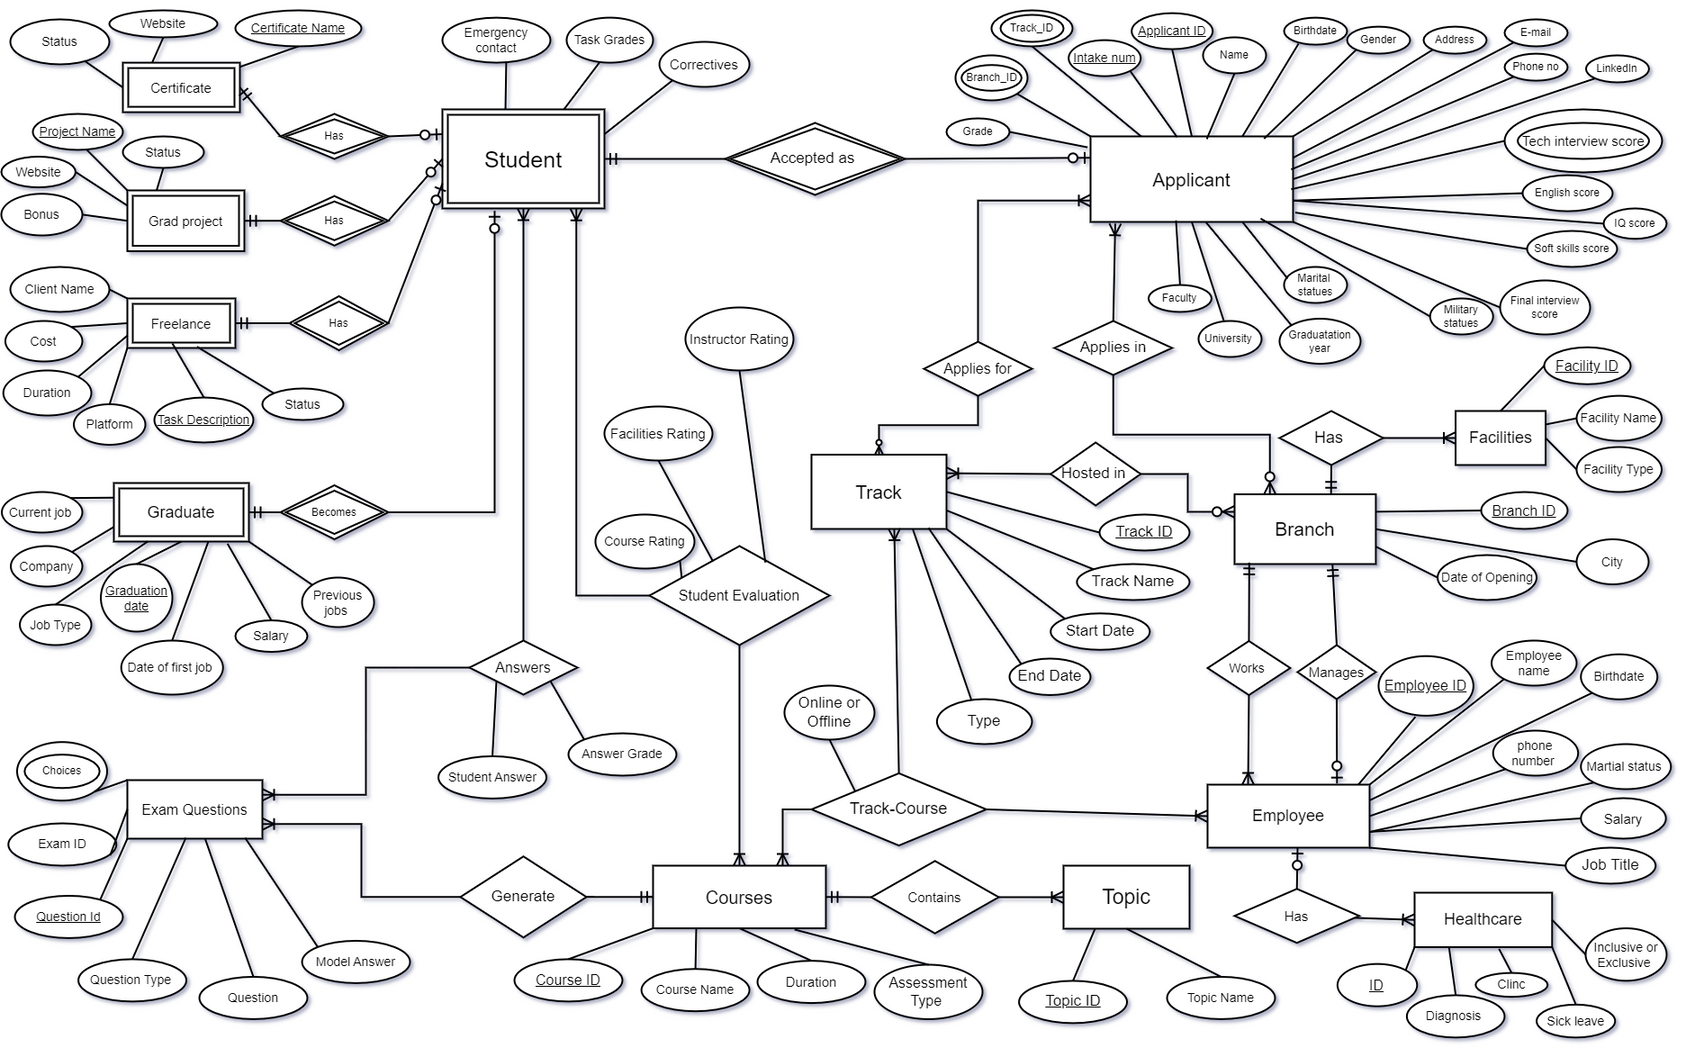 Status
Website
Certificate Name
Certificate
Has
Emergency
contact
Task Grades
Correctives
Student
Accepted as
Track_ID
Branch_ID
Intake num
Applicant ID
Name
Birthdate
Gender
Address
E-mail
Phone no
LinkedIn
Grade
Applicant
Tech interview score
English score
IQ score
Soft skills score
Final interview
score
Military
statues
Marital
statues
Graduatation
year
University
Faculty
Project Name
Status
Website
Bonus
Grad project
Has
Client Name
Cost
Duration
Platform
Task Description
Status
Freelance
Has
Instructor Rating
Facilities Rating
Course Rating
Student Evaluation
Applies for
Applies in
Facility ID
Facility Name
Facility Type
Facilities
Has
Track
Hosted in
Branch
Branch ID
City
Date of Opening
Track ID
Track Name
Start Date
End Date
Type
Current job
Company
Job Type
Graduation
date
Date of first job
Salary
Previous
jobs
Graduate
Becomes
Answers
Student Answer
Answer Grade
Works
Manages
Employee ID
Employee
name
Birthdate
phone
number
Martial status
Salary
Job Title
Employee
Online or
Offline
Track-Course
Choices
Exam ID
Question Id
Exam Questions
Question Type
Question
Model Answer
Generate
Courses
Course ID
Course Name
Duration
Assessment
Type
Contains
Topic
Topic ID
Topic Name
Has
Healthcare
Inclusive or
Exclusive
ID
Diagnosis
Clinc
Sick leave